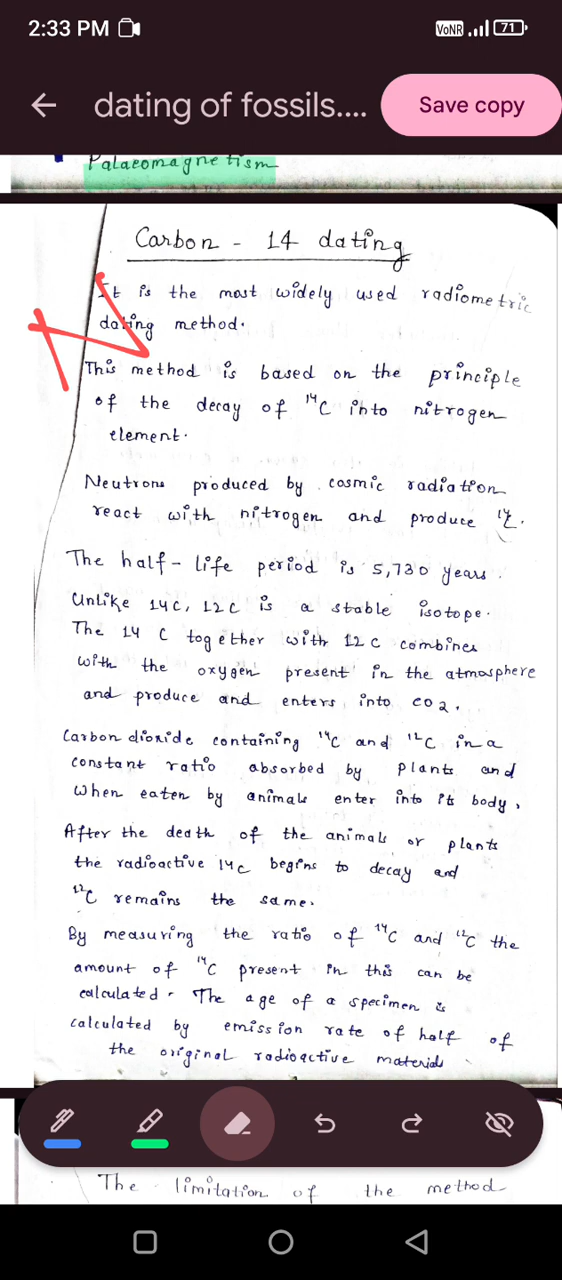 2:33 PM
VoNR 71
dating of fossils....
Save copy
Palaeomagnetism
Carbon - 14 dating
It is the most widely used radiometric
dating method.
This method is based on the principle
of the decay of ¹⁴C into nitrogen
element.
Neutrons produced by cosmic radiation
react with nitrogen and produce ¹⁴C.
The half-life period is 5,730 years.
Unlike 14C, 12C is a stable isotope.
The 14 C together with 12C combines
with the oxygen present in the atmosphere
and produce and enters into CO2.
Carbon dioxide containing ¹⁴C and ¹²C in a
constant ratio absorbed by plants and
when eaten by animals enter into its body,
After the death of the animals or plants
the radioactive 14C begins to decay and
¹²C remains the same.
By measuring the ratio of ¹⁴C and ¹²C the
amount of ¹⁴C present in this can be
calculated. The age of a specimen is
calculated by emission rate of half of
the original radioactive materials
The limitation of the method